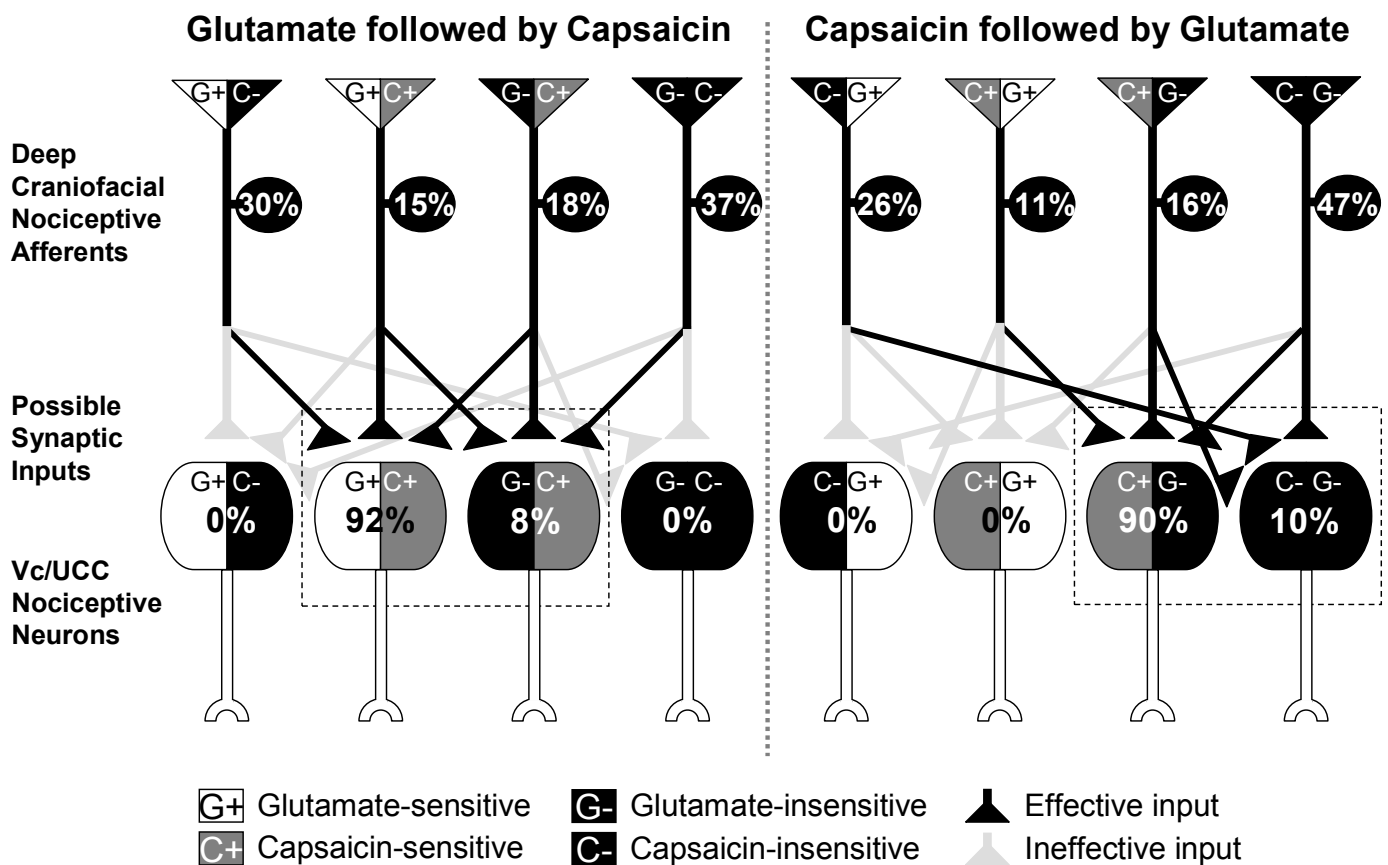 Glutamate followed by Capsaicin
Capsaicin followed by Glutamate
G+ C-
G+ C+
G- C+
G- C-
C- G+
C+ G+
C+ G-
C- G-
Deep
Craniofacial
Nociceptive
Afferents
30%
15%
18%
37%
26%
11%
16%
47%
Possible
Synaptic
Inputs
G+ C-
0%
G+ C+
92%
G- C+
8%
G- C-
0%
C- G+
0%
C+ G+
0%
C+ G-
90%
C- G-
10%
Vc/UCC
Nociceptive
Neurons
G+ Glutamate-sensitive
G- Glutamate-insensitive
Effective input
C+ Capsaicin-sensitive
C- Capsaicin-insensitive
Ineffective input